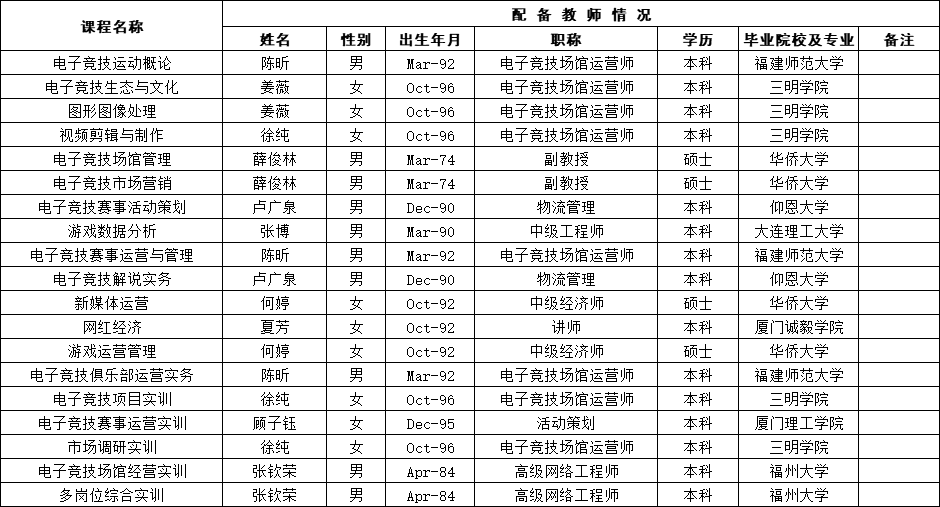 课程名称 配备教师情况
姓名 性别 出生年月 职称 学历 毕业院校及专业 备注
电子竞技运动概论 陈昕 男 Mar-92 电子竞技场馆运营师 本科 福建师范大学
电子竞技生态与文化 姜薇 女 Oct-96 电子竞技场馆运营师 本科 三明学院
图形图像处理 姜薇 女 Oct-96 电子竞技场馆运营师 本科 三明学院
视频剪辑与制作 徐纯 女 Oct-96 电子竞技场馆运营师 本科 三明学院
电子竞技场馆管理 薛俊林 男 Mar-74 副教授 硕士 华侨大学
电子竞技市场营销 薛俊林 男 Mar-74 副教授 硕士 华侨大学
电子竞技赛事活动策划 卢广泉 男 Dec-90 物流管理 本科 仰恩大学
游戏数据分析 张博 男 Mar-90 中级工程师 本科 大连理工大学
电子竞技赛事运营与管理 陈昕 男 Mar-92 电子竞技场馆运营师 本科 福建师范大学
电子竞技解说实务 卢广泉 男 Dec-90 物流管理 本科 仰恩大学
新媒体运营 何婷 女 Oct-92 中级经济师 硕士 华侨大学
网红经济 夏芳 女 Oct-92 讲师 本科 厦门诚毅学院
游戏运营管理 何婷 女 Oct-92 中级经济师 硕士 华侨大学
电子竞技俱乐部运营实务 陈昕 男 Mar-92 电子竞技场馆运营师 本科 福建师范大学
电子竞技项目实训 徐纯 女 Oct-96 电子竞技场馆运营师 本科 三明学院
电子竞技赛事运营实训 顾子钰 女 Dec-95 活动策划 本科 厦门理工学院
市场调研实训 徐纯 女 Oct-96 电子竞技场馆运营师 本科 三明学院
电子竞技场馆经营实训 张钦荣 男 Apr-84 高级网络工程师 本科 福州大学
多岗位综合实训 张钦荣 男 Apr-84 高级网络工程师 本科 福州大学